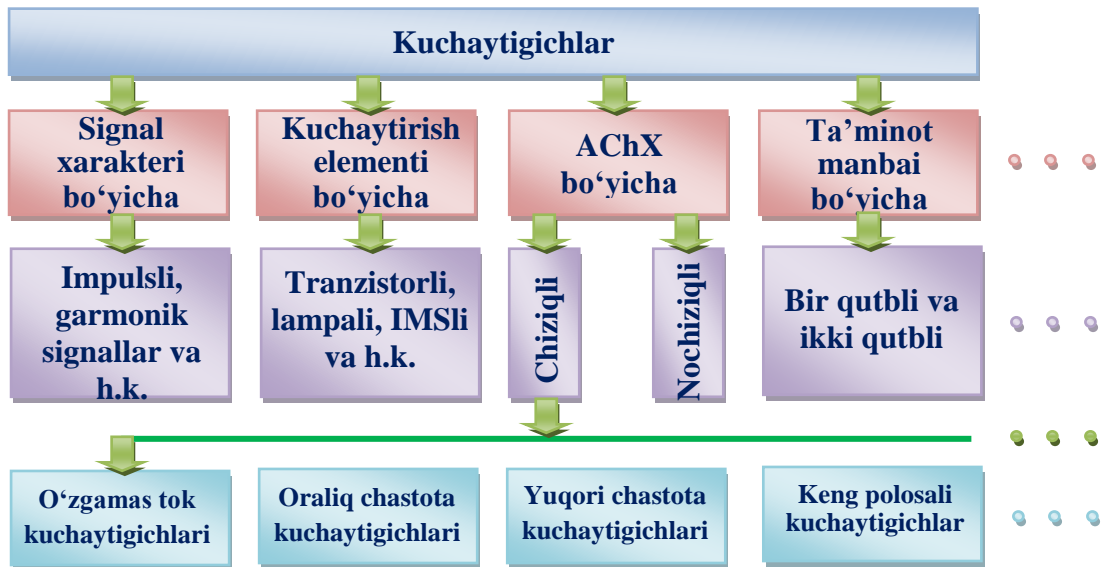 Kuchaytigichlar
Signal
xarakteri
bo‘yicha
Kuchaytirish
elementi
bo‘yicha
AChX
bo‘yicha
Ta’minot
manbai
bo‘yicha
Impulsli,
garmonik
signallar va
h.k.
Tranzistorli,
lampali, IMSli
va h.k.
Chiziqli
Nochiziqli
Bir qutbli va
ikki qutbli
O‘zgamas tok
kuchaytigichlari
Oraliq chastota
kuchaytigichlari
Yuqori chastota
kuchaytigichlari
Keng polosali
kuchaytigichlar